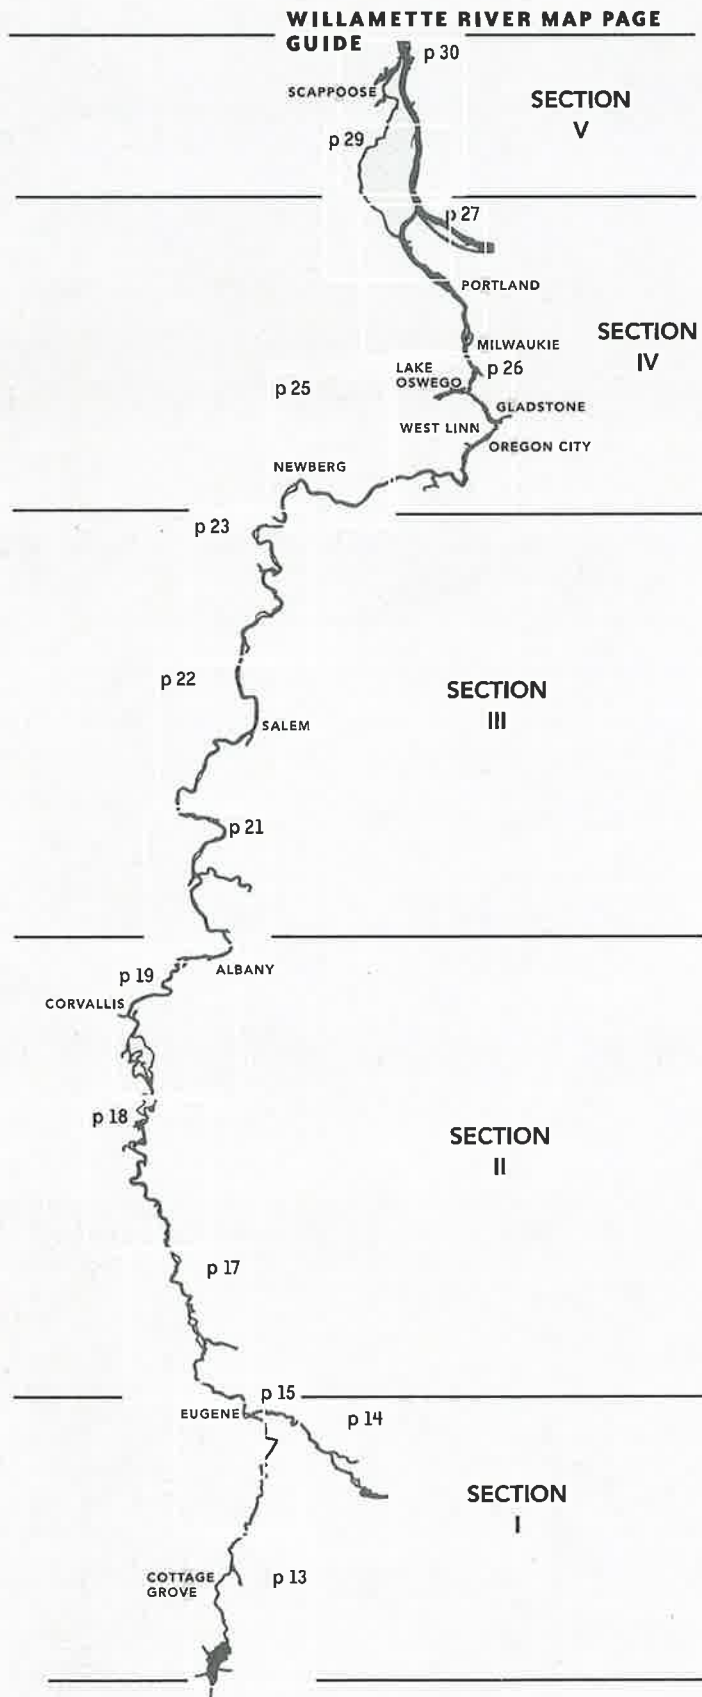 WILLAMETTE RIVER MAP PAGE
GUIDE
p 30
SCAPPOOSE
SECTION
V
p 29
p 27
PORTLAND
SECTION
IV
MILWAUKIE
LAKE
OSWEGO
p 26
p 25
GLADSTONE
WEST LINN
OREGON CITY
NEWBERG
p 23
p 22
SECTION
III
SALEM
p 21
ALBANY
p 19
CORVALLIS
p 18
SECTION
II
p 17
p 15
EUGENE
p 14
SECTION
I
COTTAGE
GROVE
p 13